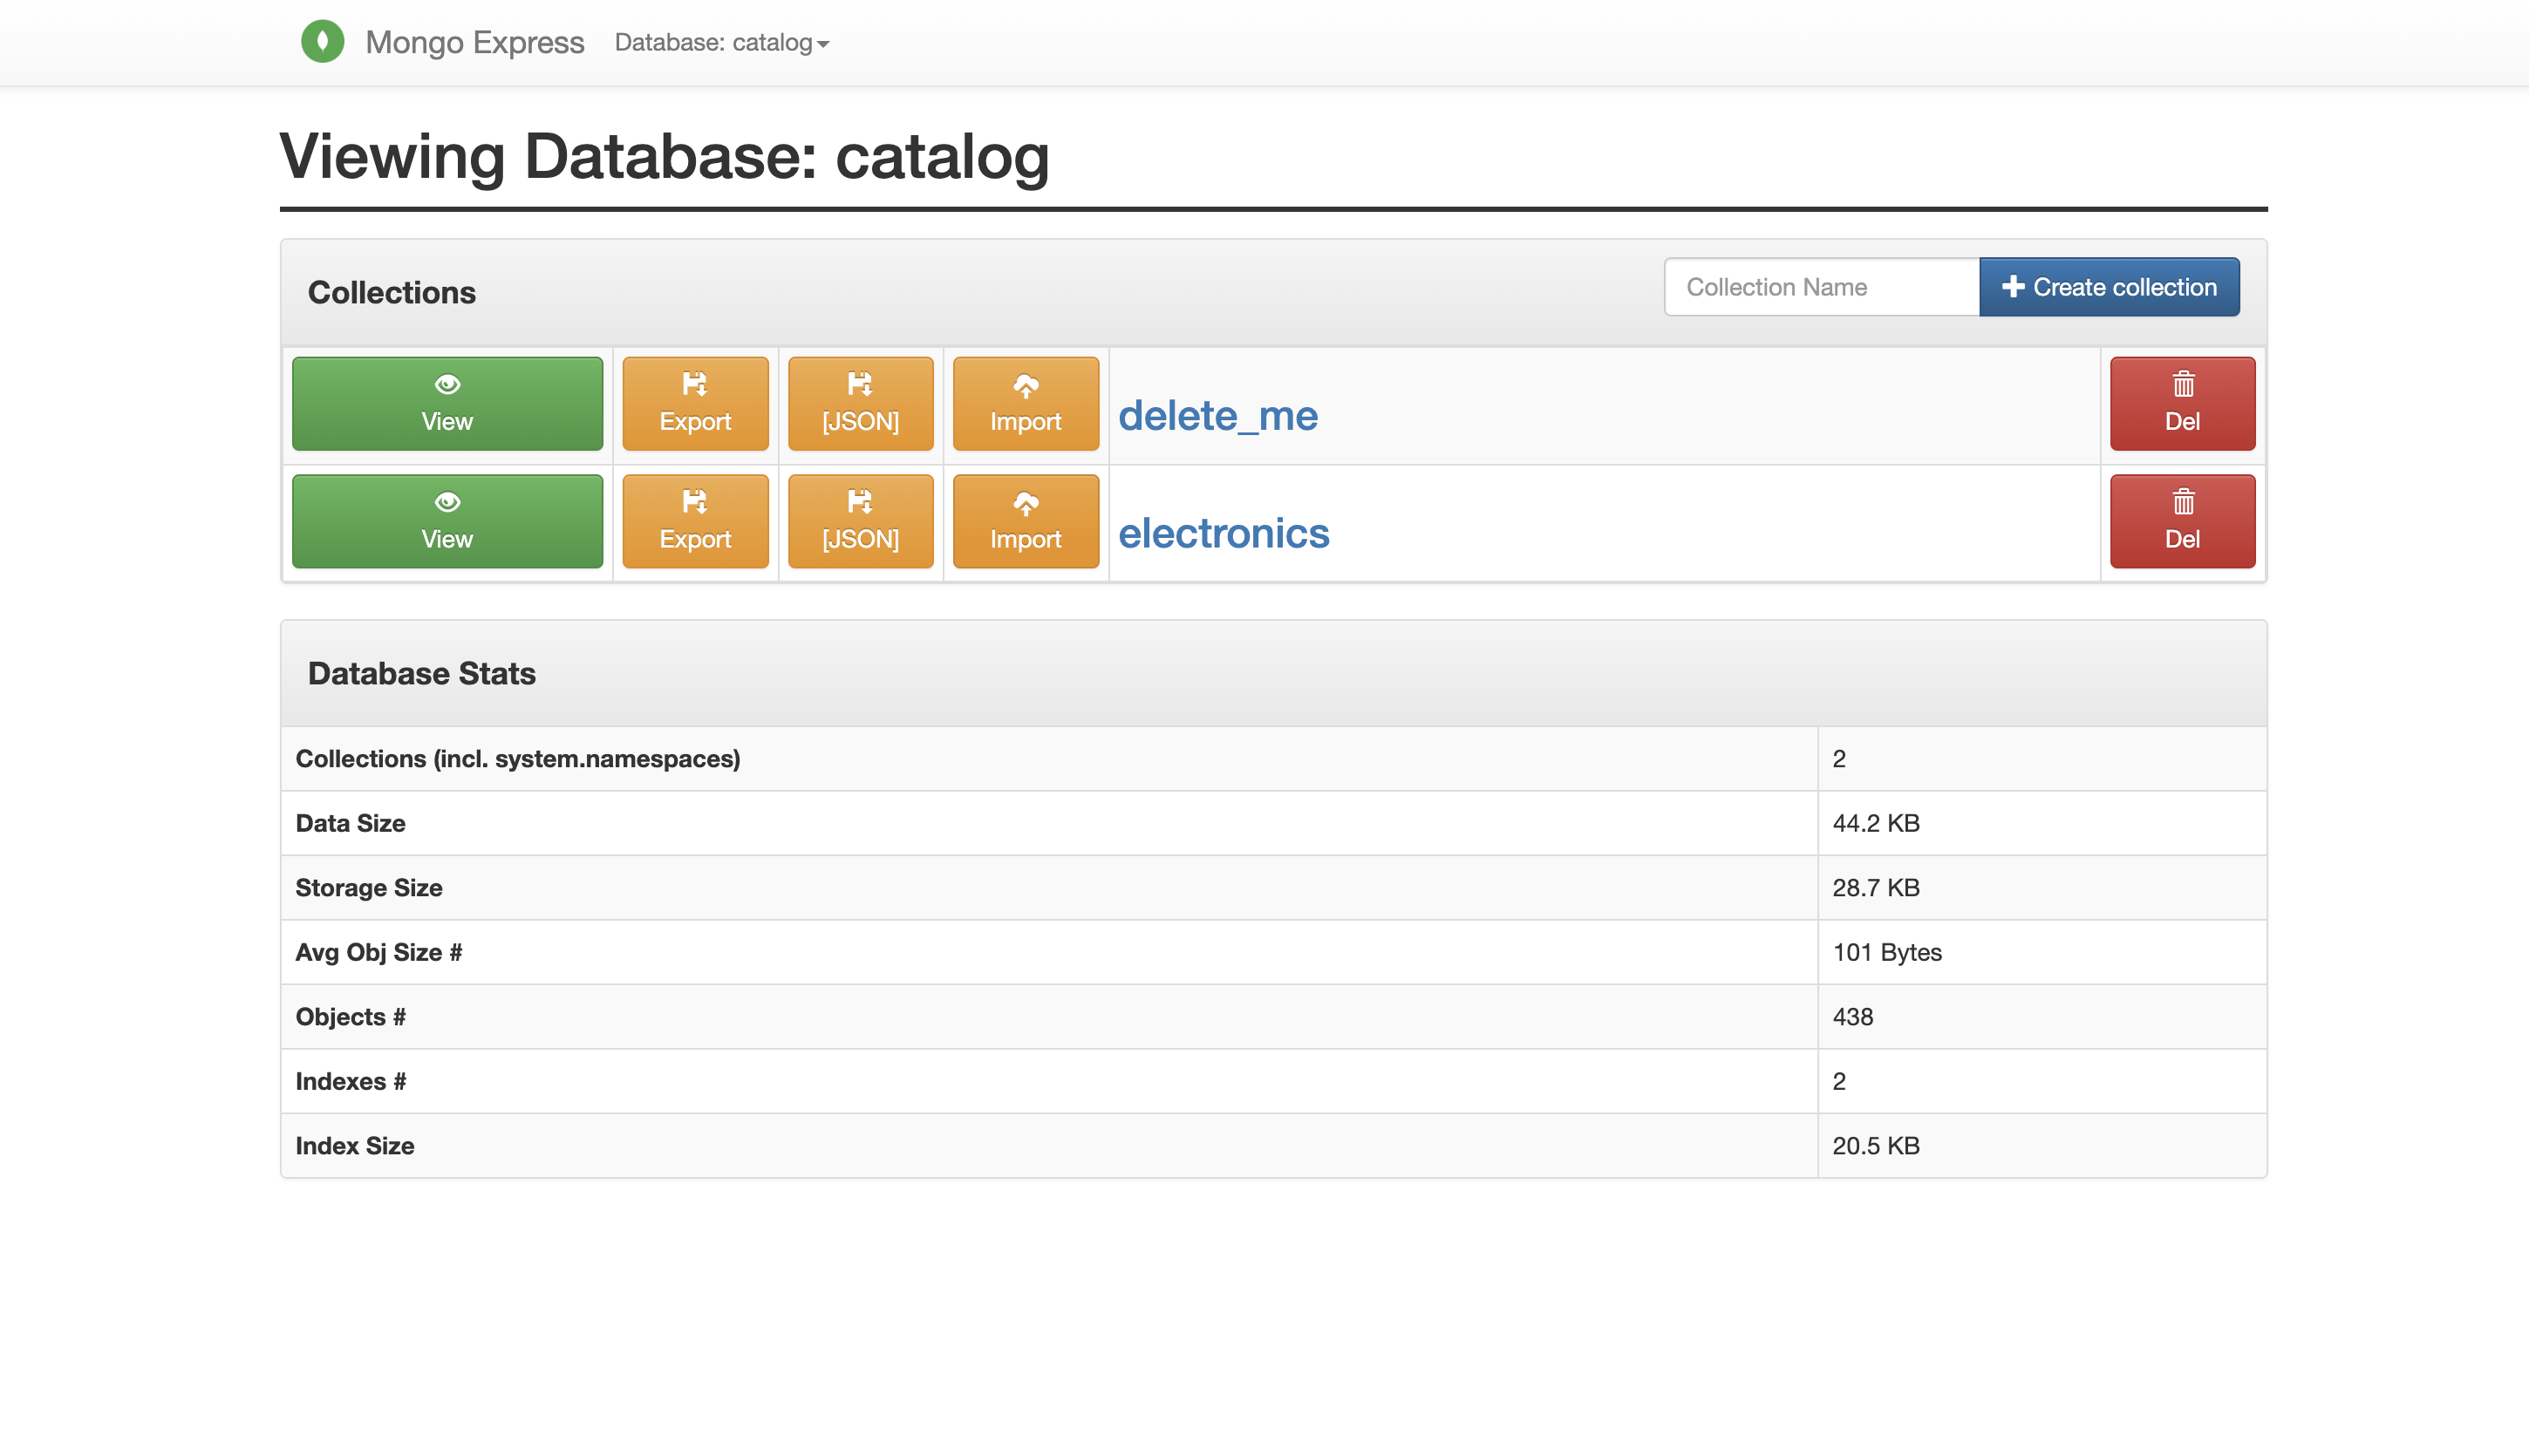 Mongo Express Database: catalog
Viewing Database: catalog
Collections
Collection Name
Create collection
View Export [JSON] Import delete_me Del
View Export [JSON] Import electronics Del
Database Stats
Collections (incl. system.namespaces) 2
Data Size 44.2 KB
Storage Size 28.7 KB
Avg Obj Size # 101 Bytes
Objects # 438
Indexes # 2
Index Size 20.5 KB